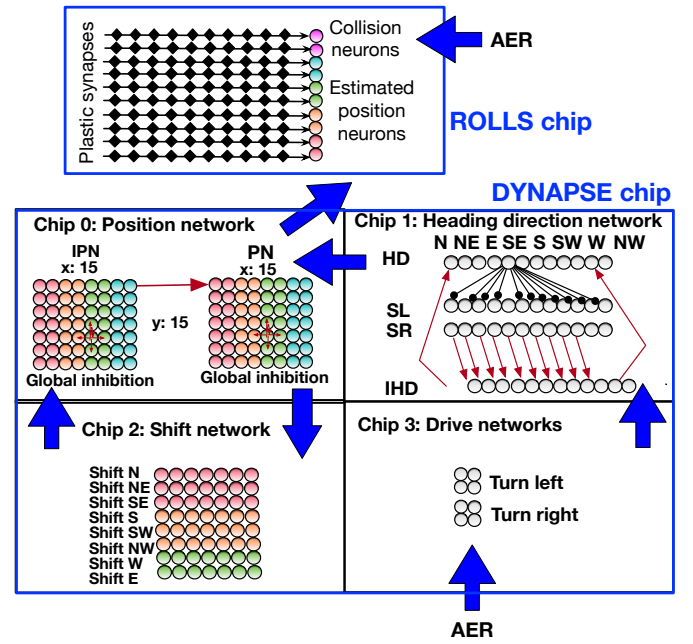 Plastic synapses
Collision
neurons
Estimated
position
neurons
AER
ROLLS chip
DYNAPSE chip
Chip 0: Position network
IPN
x: 15
PN
x: 15
y: 15
Global inhibition
Global inhibition
Chip 1: Heading direction network
N NE E SE S SW W NW
HD
SL
SR
IHD
Chip 2: Shift network
Shift N
Shift NE
Shift SE
Shift S
Shift SW
Shift NW
Shift W
Shift E
Chip 3: Drive networks
Turn left
Turn right
AER